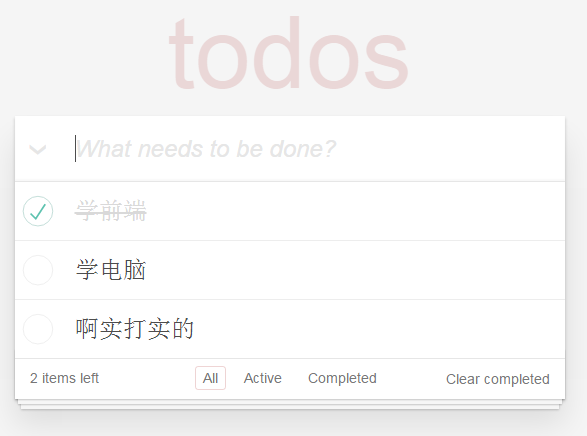 todos
What needs to be done?
学前端
学电脑
啊实打实的
2 items left All Active Completed Clear completed